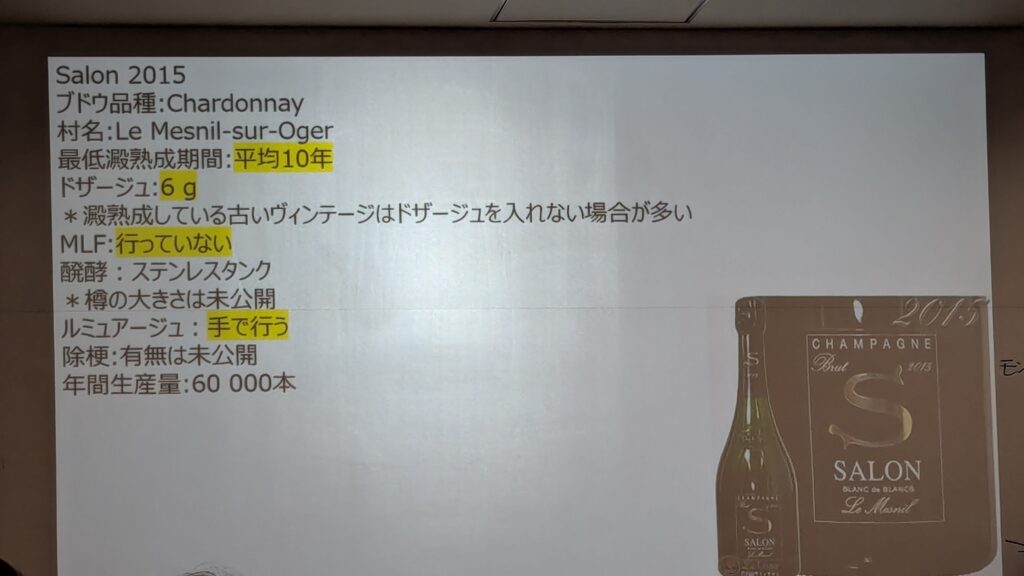 Salon 2015
ブドウ品種:Chardonnay
村名:Le Mesnil-sur-Oger
最低澱熟成期間:平均10年
ドザージュ:6 g
＊澱熟成している古いヴィンテージはドザージュを入れない場合が多い
MLF:行っていない
醗酵：ステンレスタンク
＊樽の大きさは未公開
ルミュアージュ：手で行う
除梗:有無は未公開
年間生産量:60 000本
2015
CHAMPAGNE
Brut 2015
S
SALON
BLANC de BLANCS
Le Mesnil
S
CHAMPAGNE
S
SALON
モン